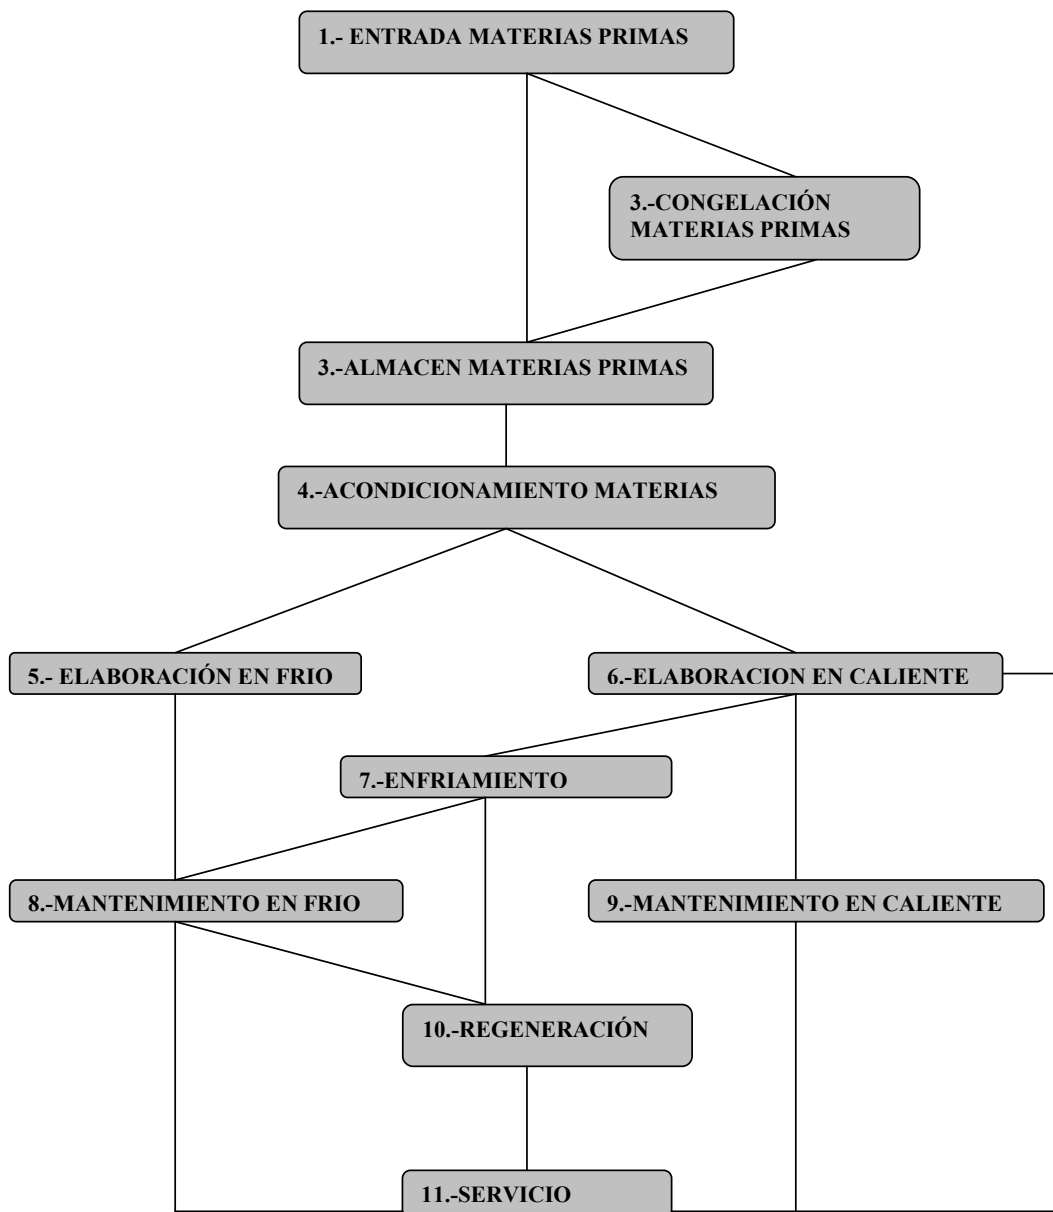 1.- ENTRADA MATERIAS PRIMAS
3.-CONGELACIÓN
MATERIAS PRIMAS
3.-ALMACEN MATERIAS PRIMAS
4.-ACONDICIONAMIENTO MATERIAS
5.- ELABORACIÓN EN FRIO
6.-ELABORACION EN CALIENTE
7.-ENFRIAMIENTO
8.-MANTENIMIENTO EN FRIO
9.-MANTENIMIENTO EN CALIENTE
10.-REGENERACIÓN
11.-SERVICIO